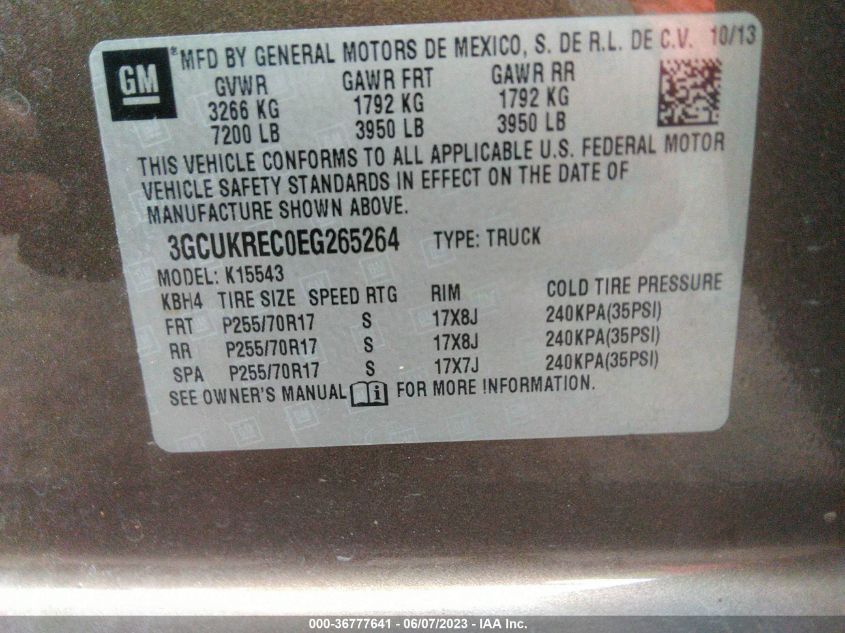 GM ® MFD BY GENERAL MOTORS DE MEXICO, S. DE R.L. DE C.V. 10/13
GVWR GAWR FRT GAWR RR
3266 KG 1792 KG 1792 KG
7200 LB 3950 LB 3950 LB
THIS VEHICLE CONFORMS TO ALL APPLICABLE U.S. FEDERAL MOTOR
VEHICLE SAFETY STANDARDS IN EFFECT ON THE DATE OF
MANUFACTURE SHOWN ABOVE.
3GCUKREC0EG265264 TYPE: TRUCK
MODEL: K15543
KBH4 TIRE SIZE SPEED RTG RIM COLD TIRE PRESSURE
FRT P255/70R17 S 17X8J 240KPA(35PSI)
RR P255/70R17 S 17X8J 240KPA(35PSI)
SPA P255/70R17 S 17X7J 240KPA(35PSI)
SEE OWNER'S MANUAL FOR MORE INFORMATION.
000-36777641 - 06/07/2023 - IAA Inc.